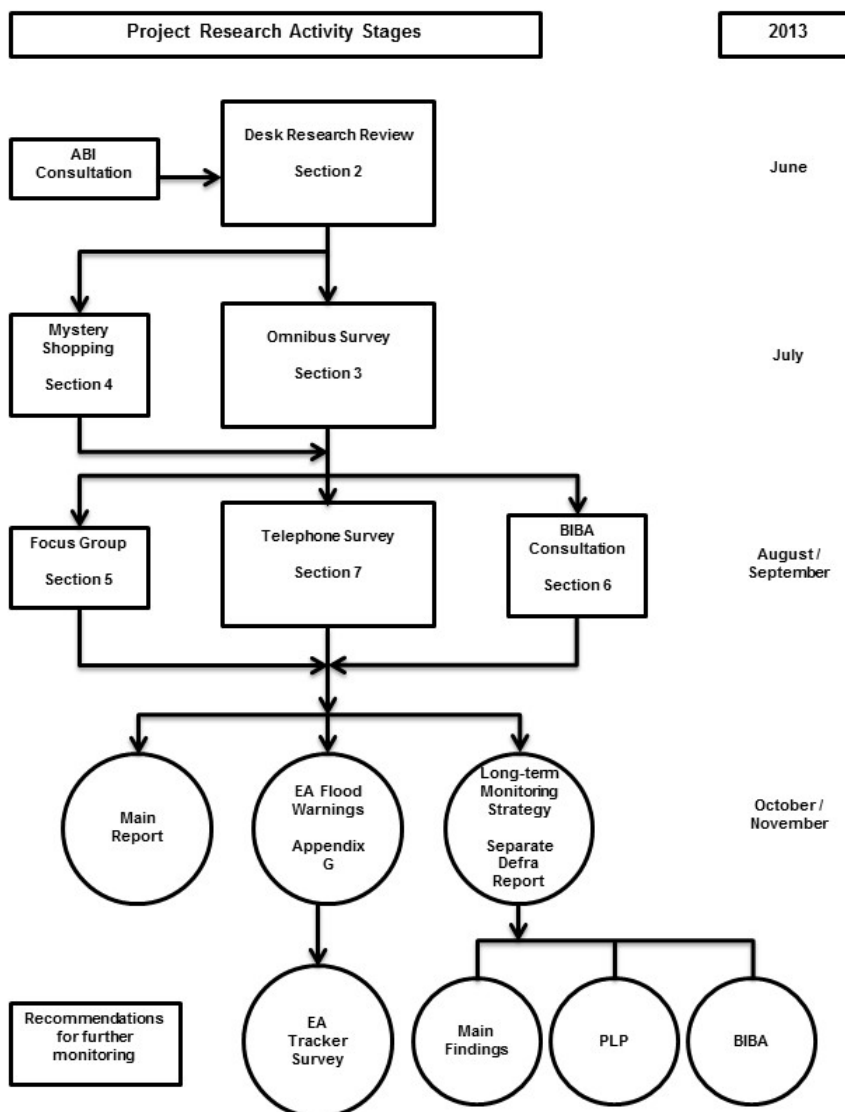 Project Research Activity Stages
2013
ABI
Consultation
Desk Research Review
Section 2
June
Mystery
Shopping
Section 4
Omnibus Survey
Section 3
July
Focus Group
Section 5
Telephone Survey
Section 7
BIBA
Consultation
Section 6
August /
September
Main
Report
EA Flood
Warnings
Appendix
G
Long-term
Monitoring
Strategy
Separate
Defra
Report
October /
November
Recommendations
for further
monitoring
EA
Tracker
Survey
Main
Findings
PLP
BIBA